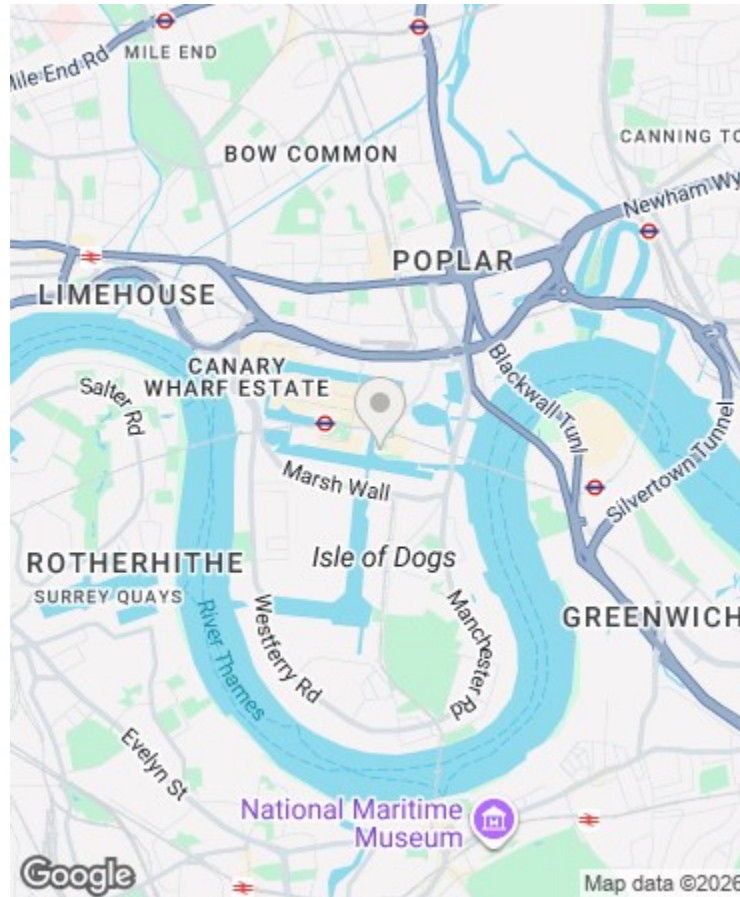 Mile End Rd
MILE END
BOW COMMON
CANNING TO
Newham Wy
POPLAR
LIMEHOUSE
CANARY
WHARF ESTATE
Salter Rd
Blackwall Tunl
Silvertown Tunnel
Marsh Wall
Isle of Dogs
ROTHERHITHE
SURREY QUAYS
River Thames
Westferry Rd
Manchester Rd
GREENWICH
Evelyn St
National Maritime
Museum
Google
Map data ©2026